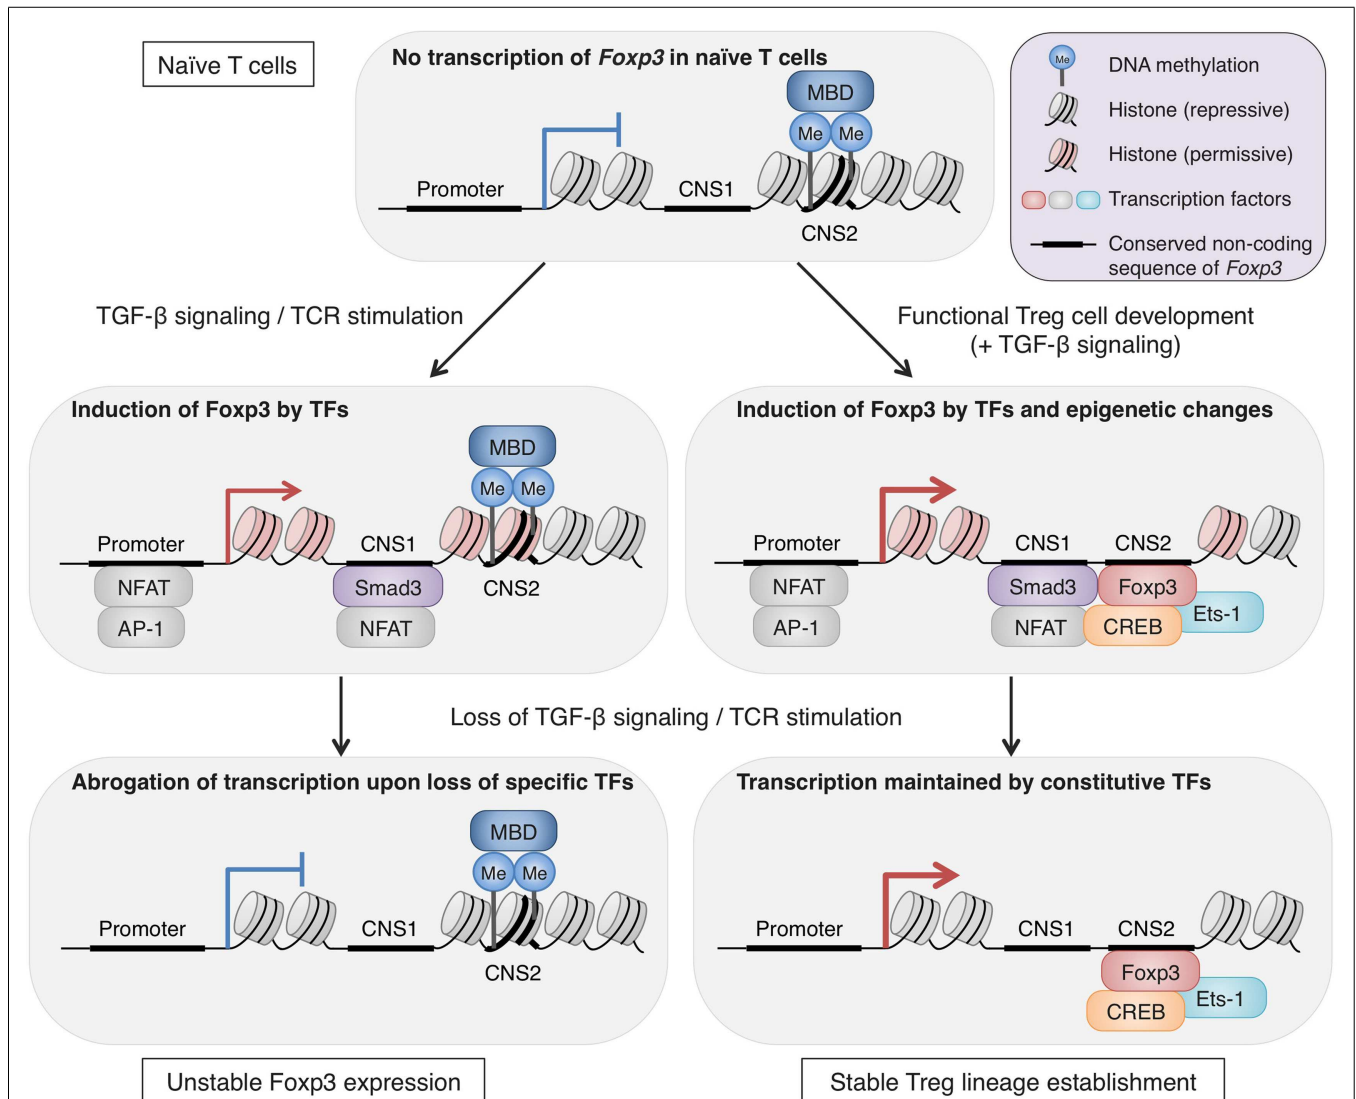 Naïve T cells
No transcription of Foxp3 in naïve T cells
MBD
Me Me
Promoter
CNS1
CNS2
Me
DNA methylation
Histone (repressive)
Histone (permissive)
Transcription factors
Conserved non-coding
sequence of Foxp3
TGF-β signaling / TCR stimulation
Functional Treg cell development
(+ TGF-β signaling)
Induction of Foxp3 by TFs
MBD
Me Me
Promoter
CNS1
CNS2
NFAT
AP-1
Smad3
NFAT
Induction of Foxp3 by TFs and epigenetic changes
Promoter
CNS1
CNS2
NFAT
AP-1
Smad3
NFAT
Foxp3
CREB
Ets-1
Loss of TGF-β signaling / TCR stimulation
Abrogation of transcription upon loss of specific TFs
MBD
Me Me
Promoter
CNS1
CNS2
Transcription maintained by constitutive TFs
Promoter
CNS1
CNS2
Foxp3
CREB
Ets-1
Unstable Foxp3 expression
Stable Treg lineage establishment